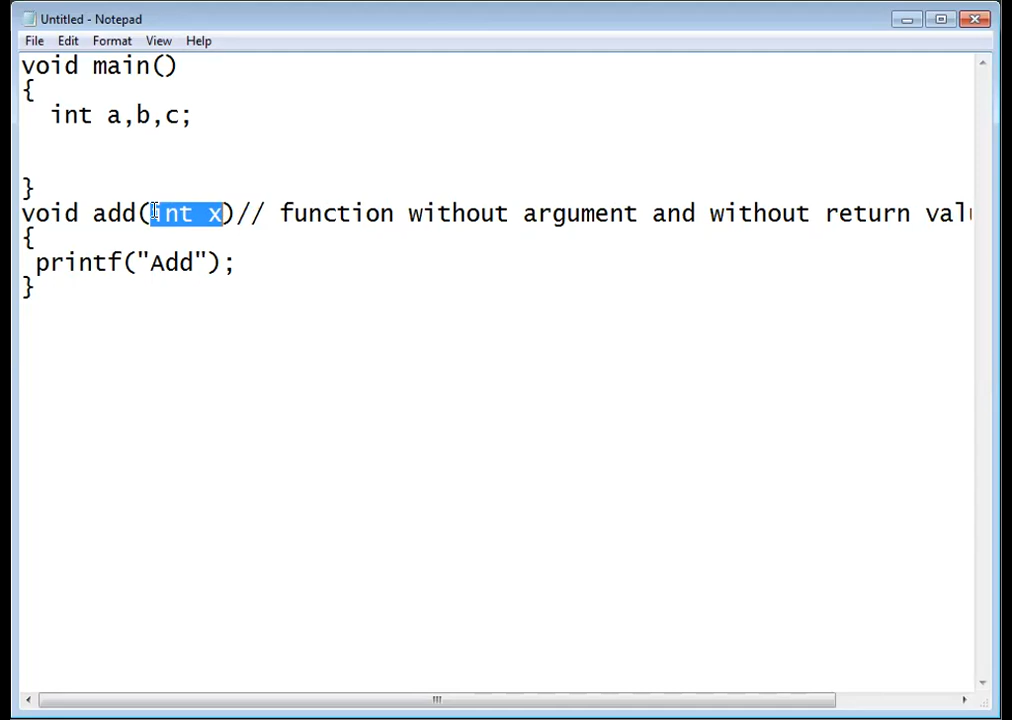 Untitled - Notepad
File Edit Format View Help
void main()
{
int a,b,c;
}
void add(int x)// function without argument and without return
{
printf("Add");
}